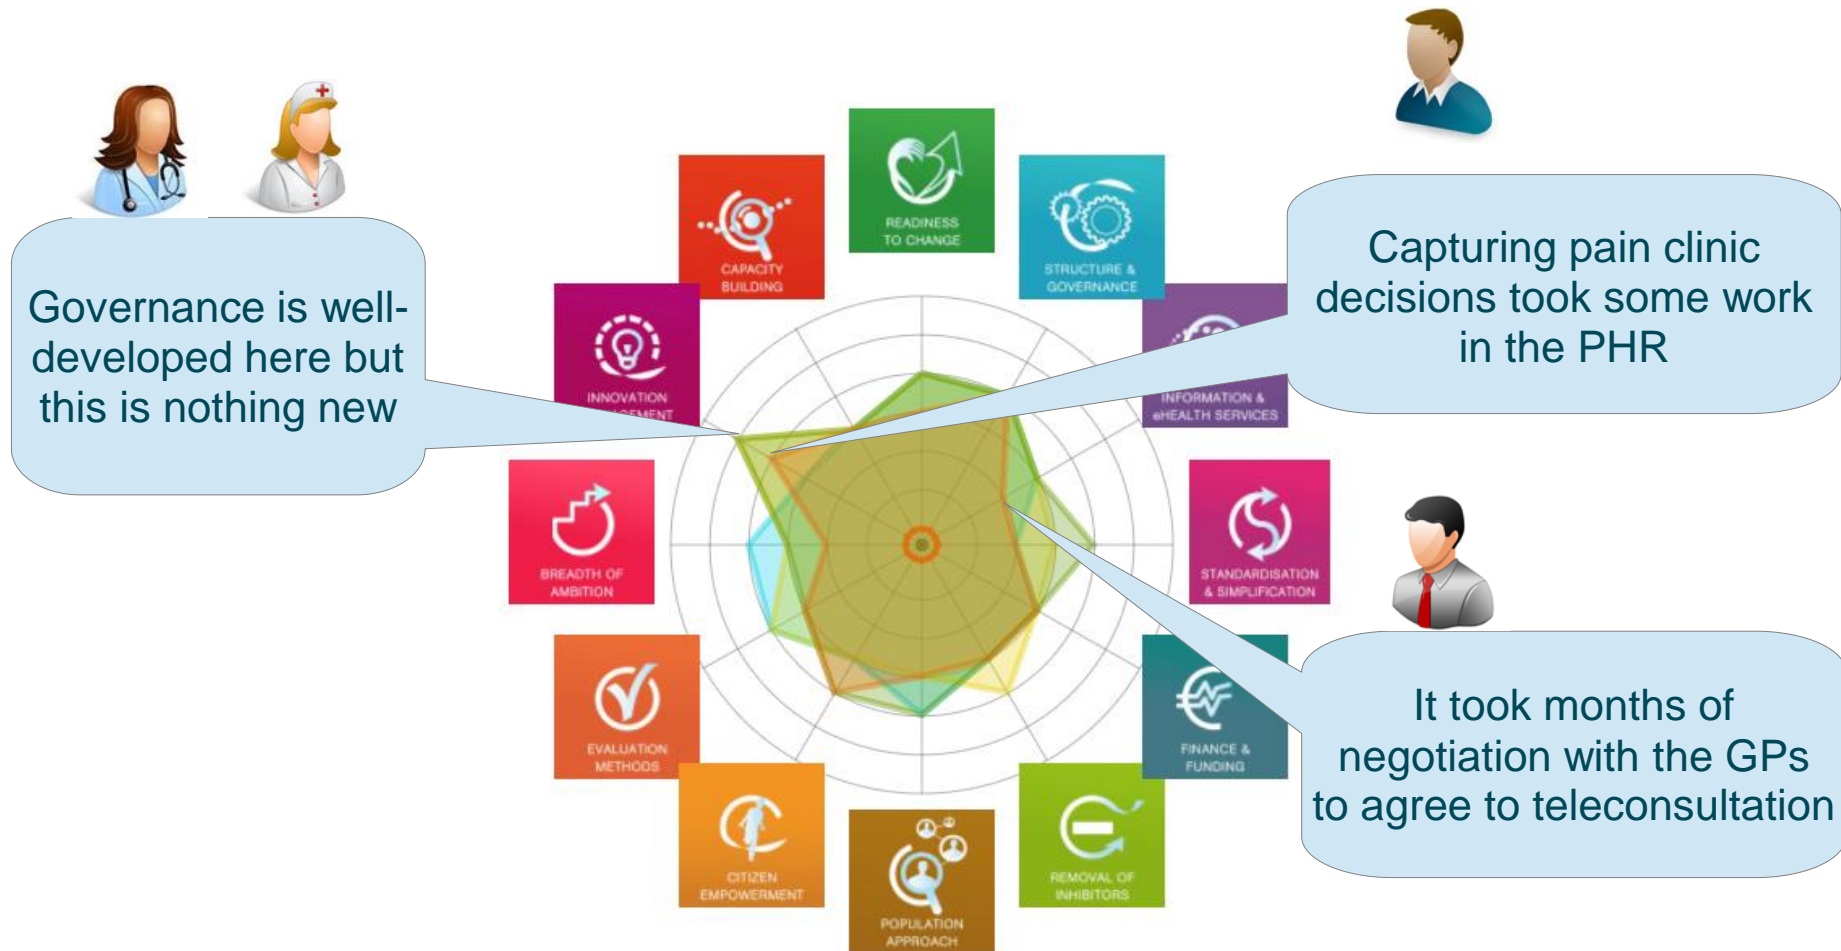 READINESS
TO CHANGE
CAPACITY
BUILDING
STRUCTURE &
GOVERNANCE
Governance is well-
developed here but
this is nothing new
Capturing pain clinic
decisions took some work
in the PHR
INNOVATION
INFORMATION &
eHEALTH SERVICES
BREADTH OF
AMBITION
STANDARDISATION
& SIMPLIFICATION
It took months of
negotiation with the GPs
to agree to teleconsultation
EVALUATION
METHODS
FINANCE &
FUNDING
CITIZEN
EMPOWERMENT
REMOVAL OF
INHIBITORS
POPULATION
APPROACH